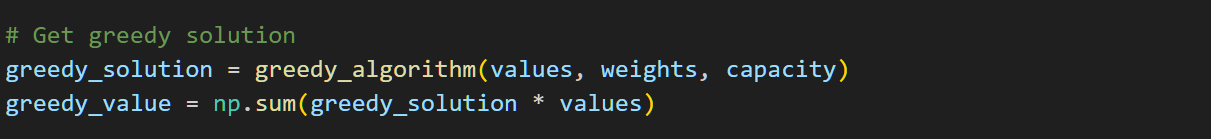 # Get greedy solution
greedy_solution = greedy_algorithm(values, weights, capacity)
greedy_value = np.sum(greedy_solution * values)